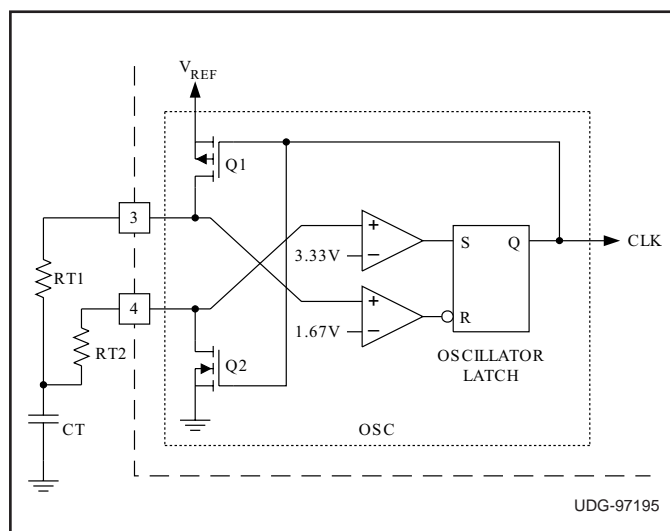 VREF
Q1
3
+
3.33V
–
S
Q
CLK
RT1
4
+
1.67V
–
R
RT2
Q2
OSCILLATOR
LATCH
CT
OSC
UDG-97195